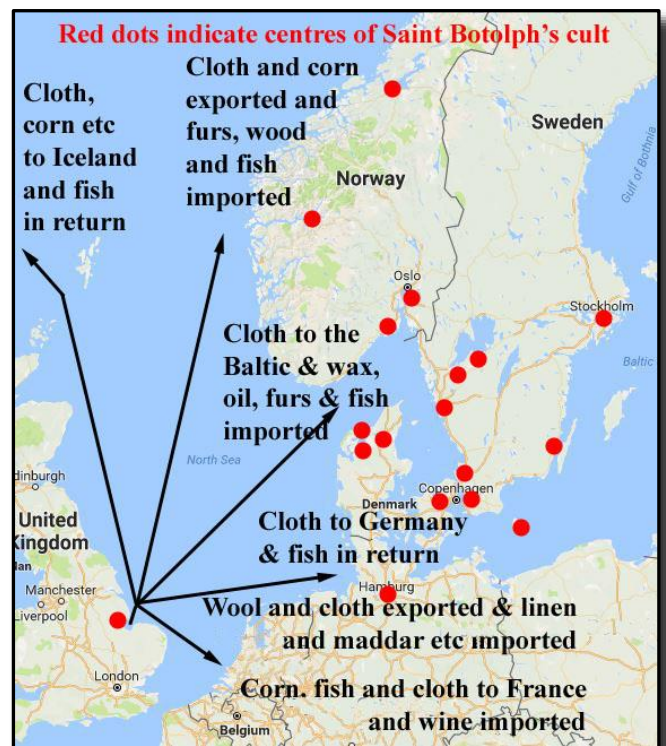 Red dots indicate centres of Saint Botolph's cult
Cloth,
corn etc
to Iceland
and fish
in return
Cloth and corn
exported and
furs, wood
and fish
imported
Sweden
Gulf of Bothnia
Norway
Oslo
Stockholm
Cloth to the
Baltic & wax,
oil, furs & fish
imported
Baltic
North Sea
dinburgh
United
Kingdom
Denmark
Copenhagen
Cloth to Germany
& fish in return
an
Manchester
Liverpool
Hamburg
Wool and cloth exported & linen
and maddar etc imported
London
Corn. fish and cloth to France
and wine imported
Belgium